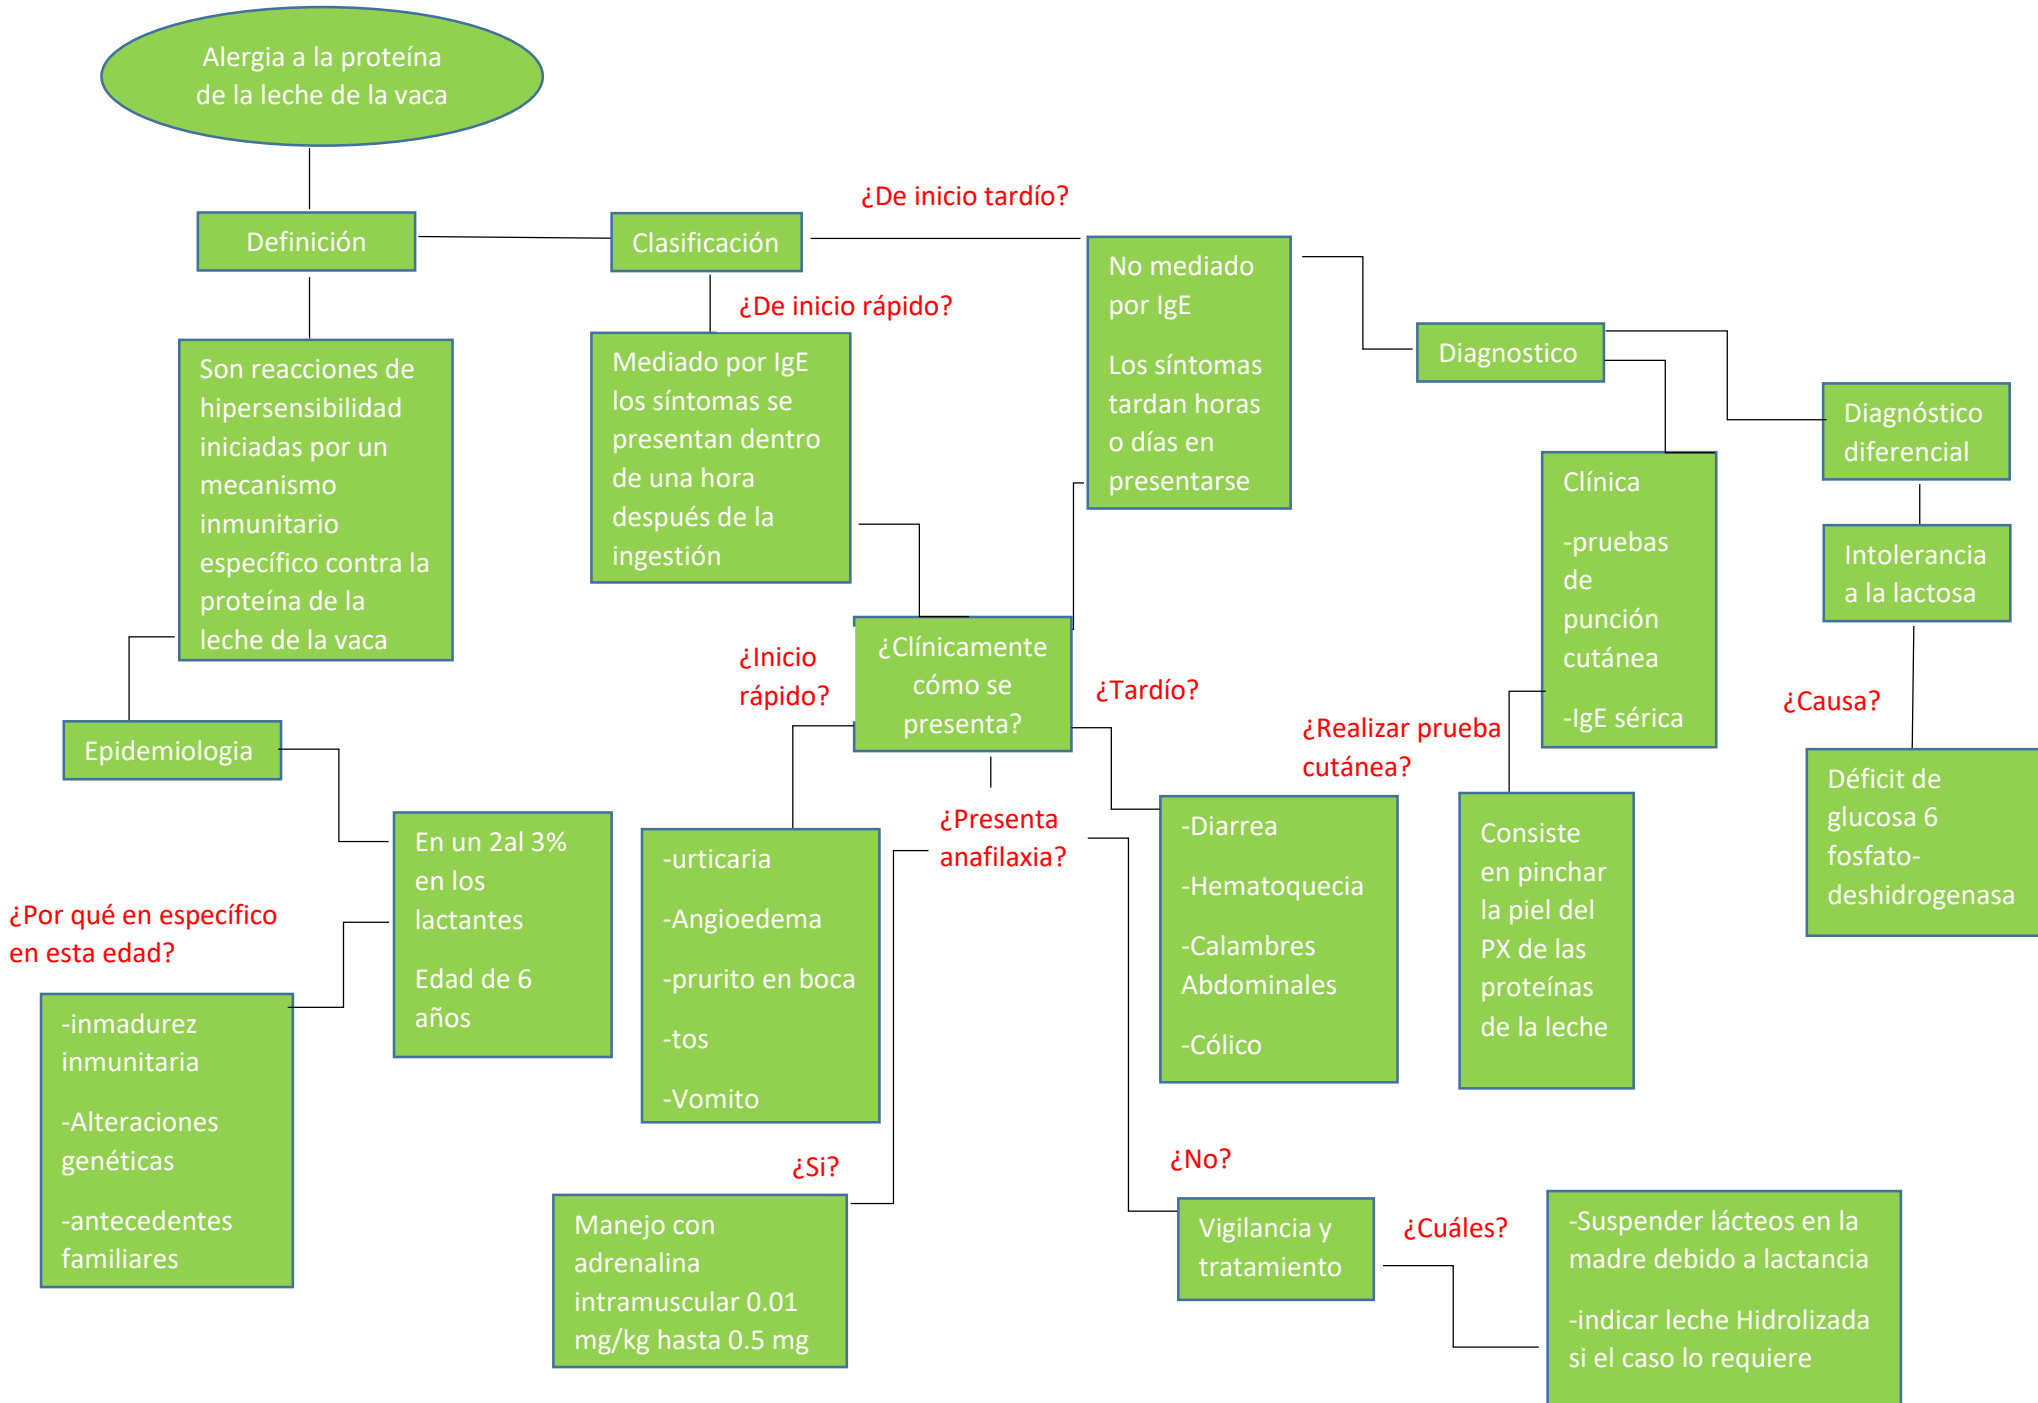 Alergia a la proteína
de la leche de la vaca
¿De inicio tardío?
Definición
Clasificación
¿De inicio rápido?
No mediado
por IgE
Los síntomas
tardan horas
o días en
presentarse
Diagnostico
Son reacciones de
hipersensibilidad
iniciadas por un
mecanismo
inmunitario
específico contra la
proteína de la
leche de la vaca
Mediado por IgE
los síntomas se
presentan dentro
de una hora
después de la
ingestión
Diagnóstico
diferencial
Clínica
-pruebas
de
punción
cutánea
-IgE sérica
Intolerancia
a la lactosa
¿Inicio
rápido?
¿Clínicamente
cómo se
presenta?
¿Tardío?
¿Causa?
¿Realizar prueba
cutánea?
Epidemiologia
Déficit de
glucosa 6
fosfato-
deshidrogenasa
En un 2al 3%
en los
lactantes
Edad de 6
años
-urticaria
-Angioedema
-prurito en boca
-tos
-Vomito
¿Presenta
anafilaxia?
-Diarrea
-Hematoquecia
-Calambres
Abdominales
-Cólico
Consiste
en pinchar
la piel del
PX de las
proteínas
de la leche
¿Por qué en específico
en esta edad?
-inmadurez
inmunitaria
-Alteraciones
genéticas
-antecedentes
familiares
¿Si?
¿No?
Manejo con
adrenalina
intramuscular 0.01
mg/kg hasta 0.5 mg
Vigilancia y
tratamiento
¿Cuáles?
-Suspender lácteos en la
madre debido a lactancia
-indicar leche Hidrolizada
si el caso lo requiere